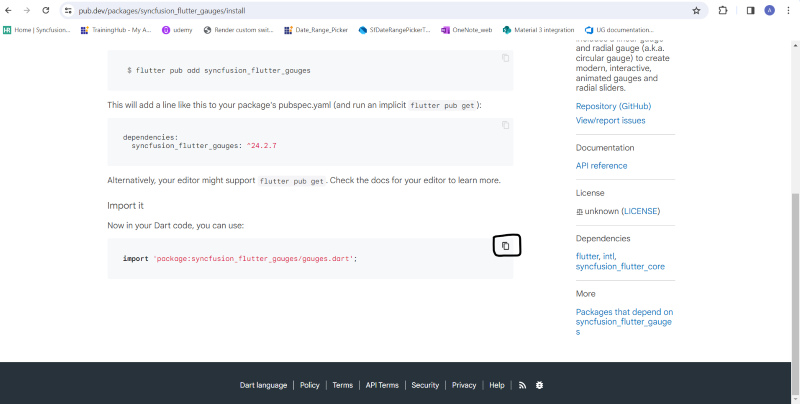 pub.dev/packages/syncfusion_flutter_gauges/install
Home | Syncfusion...
TrainingHub - My A...
udemy
Render custom swit...
Date_Range_Picker
SfDateRangePickerT...
OneNote_web
Material 3 integration
UG documentation...
$ flutter pub add syncfusion_flutter_gauges
This will add a line like this to your package's pubspec.yaml (and run an implicit flutter pub get):
dependencies:
syncfusion_flutter_gauges: ^24.2.7
Alternatively, your editor might support flutter pub get. Check the docs for your editor to learn more.
Import it
Now in your Dart code, you can use:
import 'package:syncfusion_flutter_gauges/gauges.dart';
includes a linear gauge
and radial gauge (a.k.a.
circular gauge) to create
modern, interactive,
animated gauges and
radial sliders.
Repository (GitHub)
View/report issues
Documentation
API reference
License
unknown (LICENSE)
Dependencies
flutter, intl,
syncfusion_flutter_core
More
Packages that depend on
syncfusion_flutter_gauge
s
Dart language
Policy
Terms
API Terms
Security
Privacy
Help